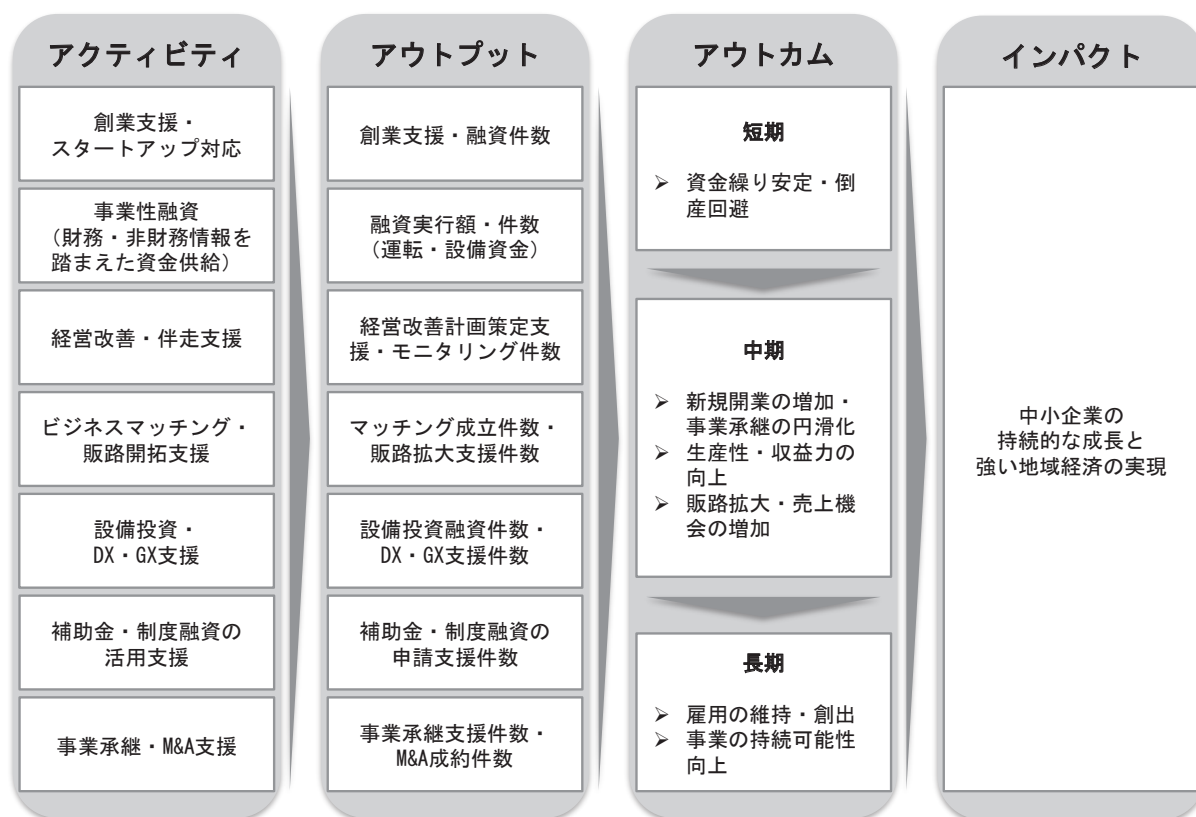 アクティビティ
創業支援・
スタートアップ対応
事業性融資
（財務・非財務情報を
踏まえた資金供給）
経営改善・伴走支援
ビジネスマッチング・
販路開拓支援
設備投資・
DX・GX支援
補助金・制度融資の
活用支援
事業承継・M&A支援
アウトプット
創業支援・融資件数
融資実行額・件数
（運転・設備資金）
経営改善計画策定支
援・モニタリング件数
マッチング成立件数・
販路拡大支援件数
設備投資融資件数・
DX・GX支援件数
補助金・制度融資の
申請支援件数
事業承継支援件数・
M&A成約件数
アウトカム
短期
➢ 資金繰り安定・倒
産回避
中期
➢ 新規開業の増加・
事業承継の円滑化
➢ 生産性・収益力の
向上
➢ 販路拡大・売上機
会の増加
長期
➢ 雇用の維持・創出
➢ 事業の持続可能性
向上
インパクト
中小企業の
持続的な成長と
強い地域経済の実現